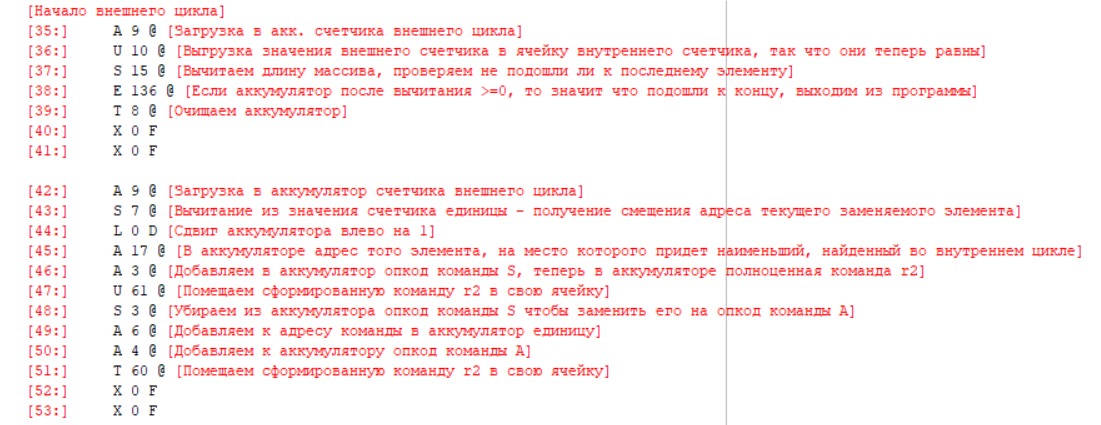 [Начало внешнего цикла]
[35:] A 9 @ [Загрузка в акк. счетчика внешнего цикла]
[36:] U 10 @ [Выгрузка значения внешнего счетчика в ячейку внутреннего счетчика, так что они теперь равны]
[37:] S 15 @ [Вычитаем длину массива, проверяем не подошли ли к последнему элементу]
[38:] E 136 @ [Если аккумулятор после вычитания >=0, то значит что подошли к концу, выходим из программы]
[39:] T 8 @ [Очищаем аккумулятор]
[40:] X 0 F
[41:] X 0 F
[42:] A 9 @ [Загрузка в аккумулятор счетчика внешнего цикла]
[43:] S 7 @ [Вычитание из значения счетчика единицы - получение смещения адреса текущего заменяемого элемента]
[44:] L 0 D [Сдвиг аккумулятора влево на 1]
[45:] A 17 @ [В аккумуляторе адрес того элемента, на место которого придет наименьший, найденный во внутреннем цикле]
[46:] A 3 @ [Добавляем в аккумулятор опкод команды S, теперь в аккумуляторе полноценная команда r2]
[47:] U 61 @ [Помещаем сформированную команду r2 в свою ячейку]
[48:] S 3 @ [Убираем из аккумулятора опкод команды S чтобы заменить его на опкод команды A]
[49:] A 6 @ [Добавляем к адресу команды в аккумулятор единицу]
[50:] A 4 @ [Добавляем к аккумулятору опкод команды A]
[51:] T 60 @ [Помещаем сформированную команду r2 в свою ячейку]
[52:] X 0 F
[53:] X 0 F